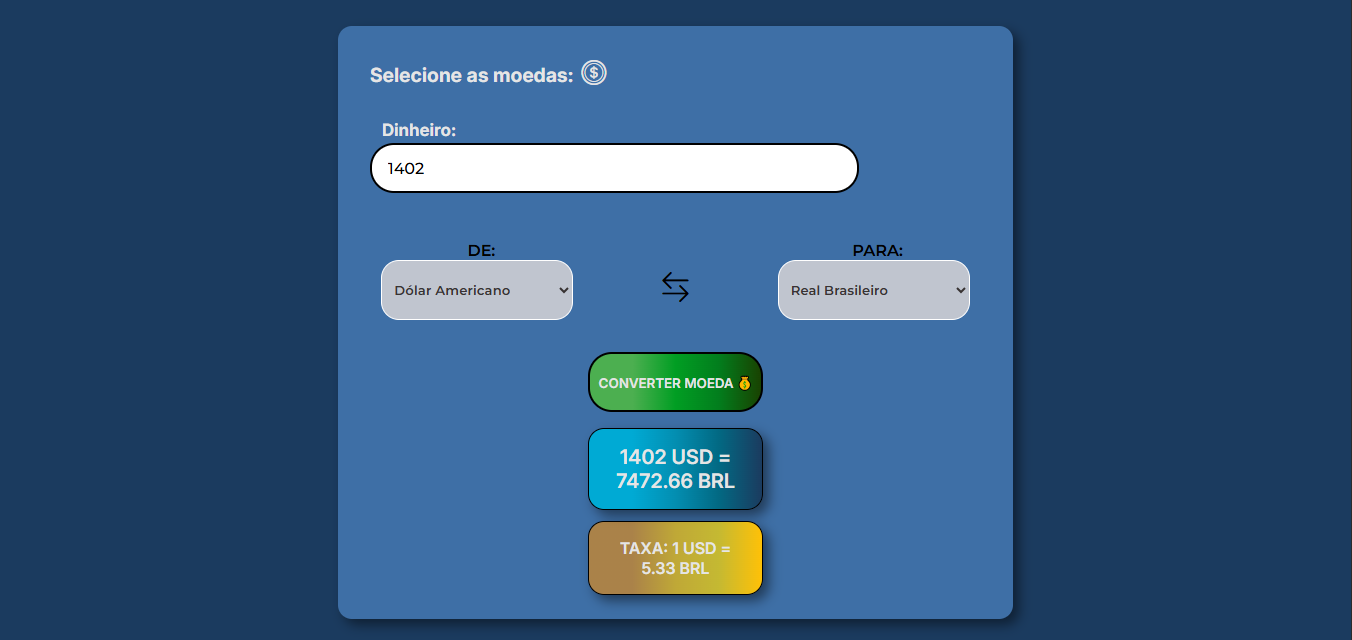 Selecione as moedas:
Dinheiro:
1402
DE:
PARA:
Dólar Americano
Real Brasileiro
CONVERTER MOEDA
1402 USD =
7472.66 BRL
TAXA: 1 USD =
5.33 BRL